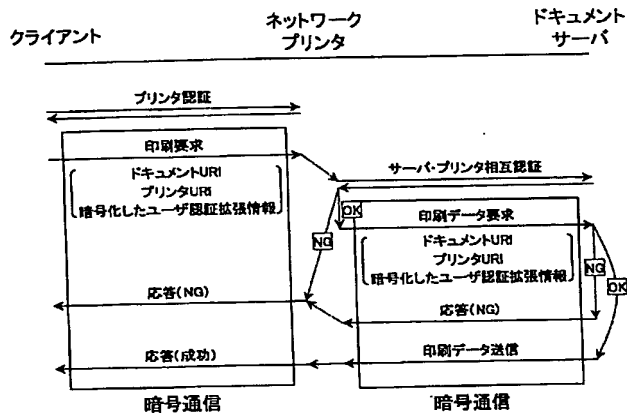 クライアント
ネットワーク
プリンタ
ドキュメント
サーバ
プリンタ認証
印刷要求
ドキュメントURI
プリンタURI
暗号化したユーザ認証拡張情報
サーバ・プリンタ相互認証
OK
印刷データ要求
NG
ドキュメントURI
プリンタURI
暗号化したユーザ認証拡張情報
NG
OK
応答(NG)
応答(NG)
応答(成功)
印刷データ送信
暗号通信
暗号通信